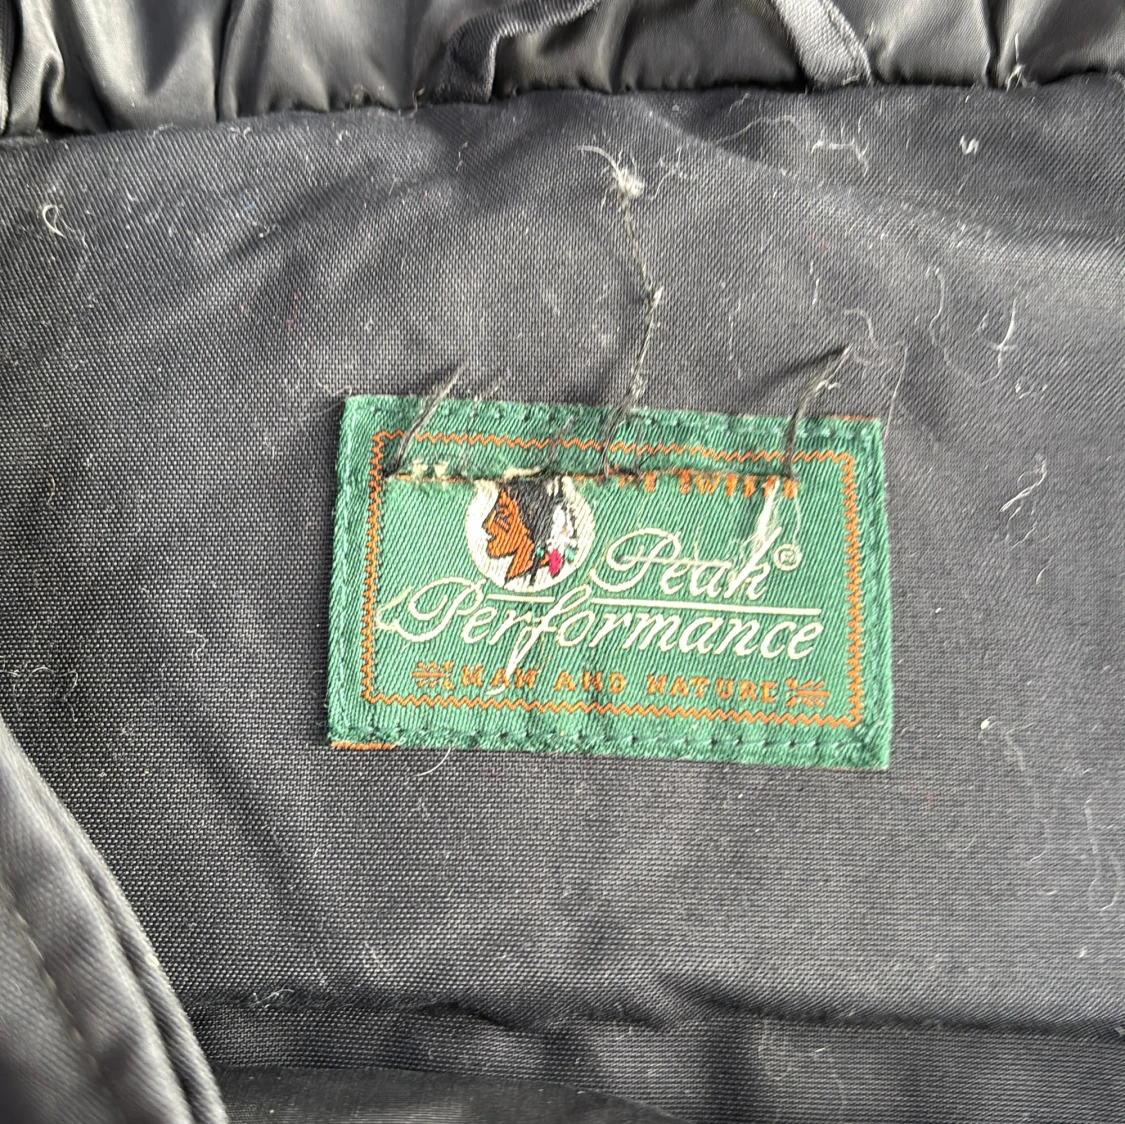 Peak®
Performance
MAN AND NATURE